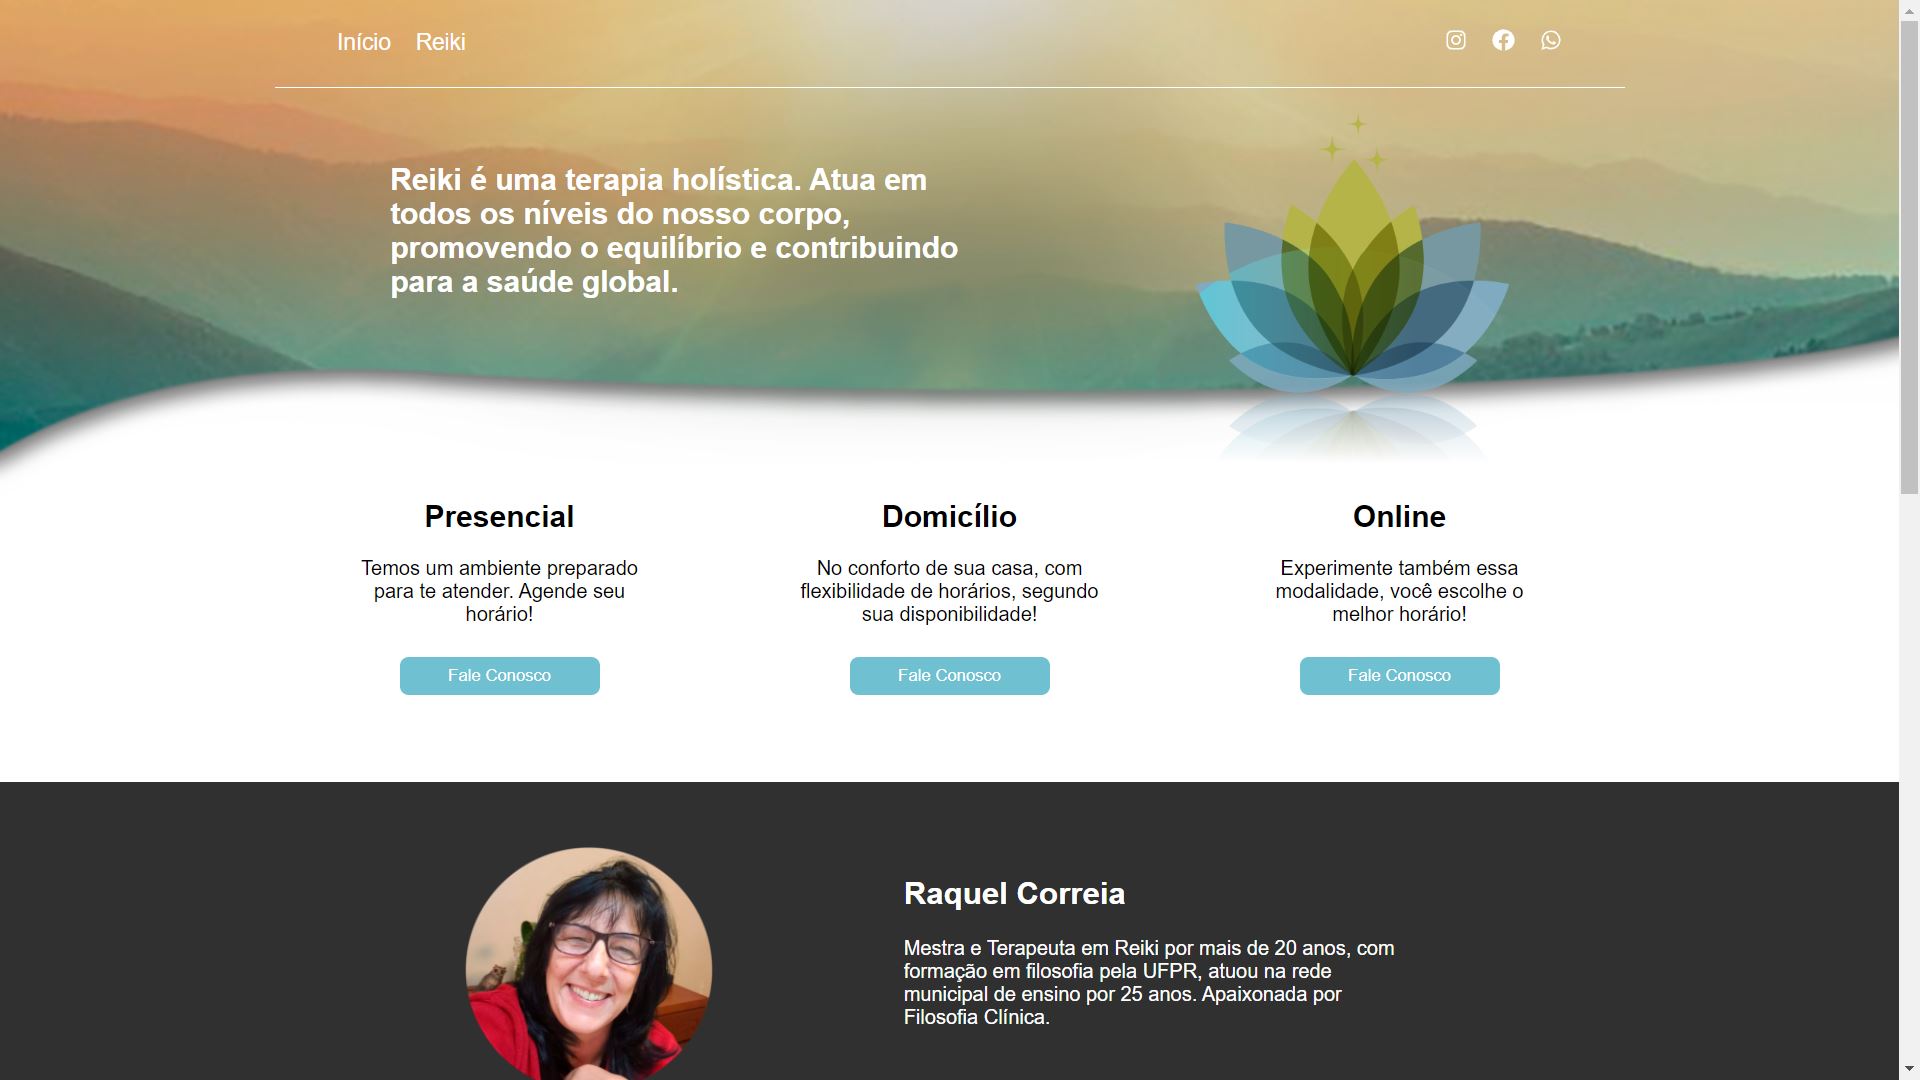 Início Reiki
Reiki é uma terapia holística. Atua em
todos os níveis do nosso corpo,
promovendo o equilíbrio e contribuindo
para a saúde global.
Presencial
Temos um ambiente preparado
para te atender. Agende seu
horário!
Fale Conosco
Domicílio
No conforto de sua casa, com
flexibilidade de horários, segundo
sua disponibilidade!
Fale Conosco
Online
Experimente também essa
modalidade, você escolhe o
melhor horário!
Fale Conosco
Raquel Correia
Mestra e Terapeuta em Reiki por mais de 20 anos, com
formação em filosofia pela UFPR, atuou na rede
municipal de ensino por 25 anos. Apaixonada por
Filosofia Clínica.